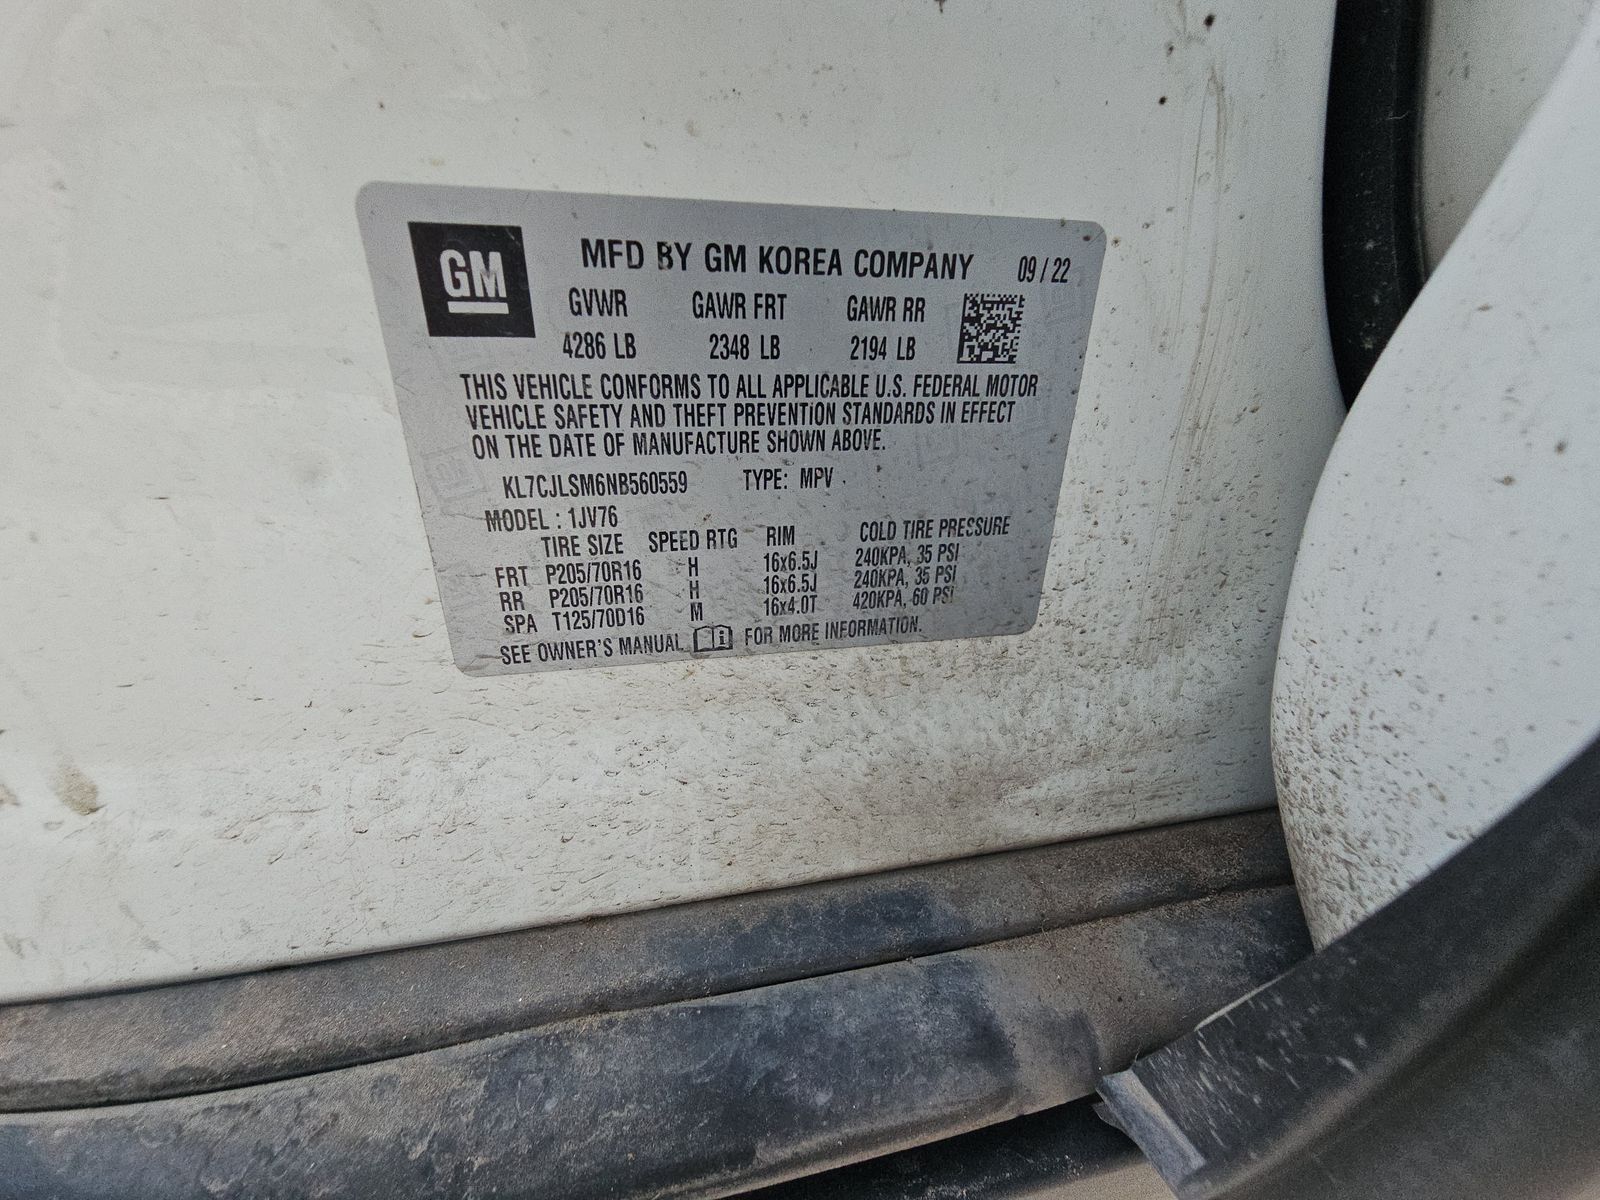 GM
MFD BY GM KOREA COMPANY 09 / 22
GVWR GAWR FRT GAWR RR
4286 LB 2348 LB 2194 LB
THIS VEHICLE CONFORMS TO ALL APPLICABLE U.S. FEDERAL MOTOR
VEHICLE SAFETY AND THEFT PREVENTION STANDARDS IN EFFECT
ON THE DATE OF MANUFACTURE SHOWN ABOVE.
KL7CJLSM6NB560559 TYPE: MPV
MODEL : 1JV76
TIRE SIZE SPEED RTG RIM COLD TIRE PRESSURE
FRT P205/70R16 H 16x6.5J 240KPA, 35 PSI
RR P205/70R16 H 16x6.5J 240KPA, 35 PSI
SPA T125/70D16 M 16x4.0T 420KPA, 60 PSI
SEE OWNER'S MANUAL FOR MORE INFORMATION.